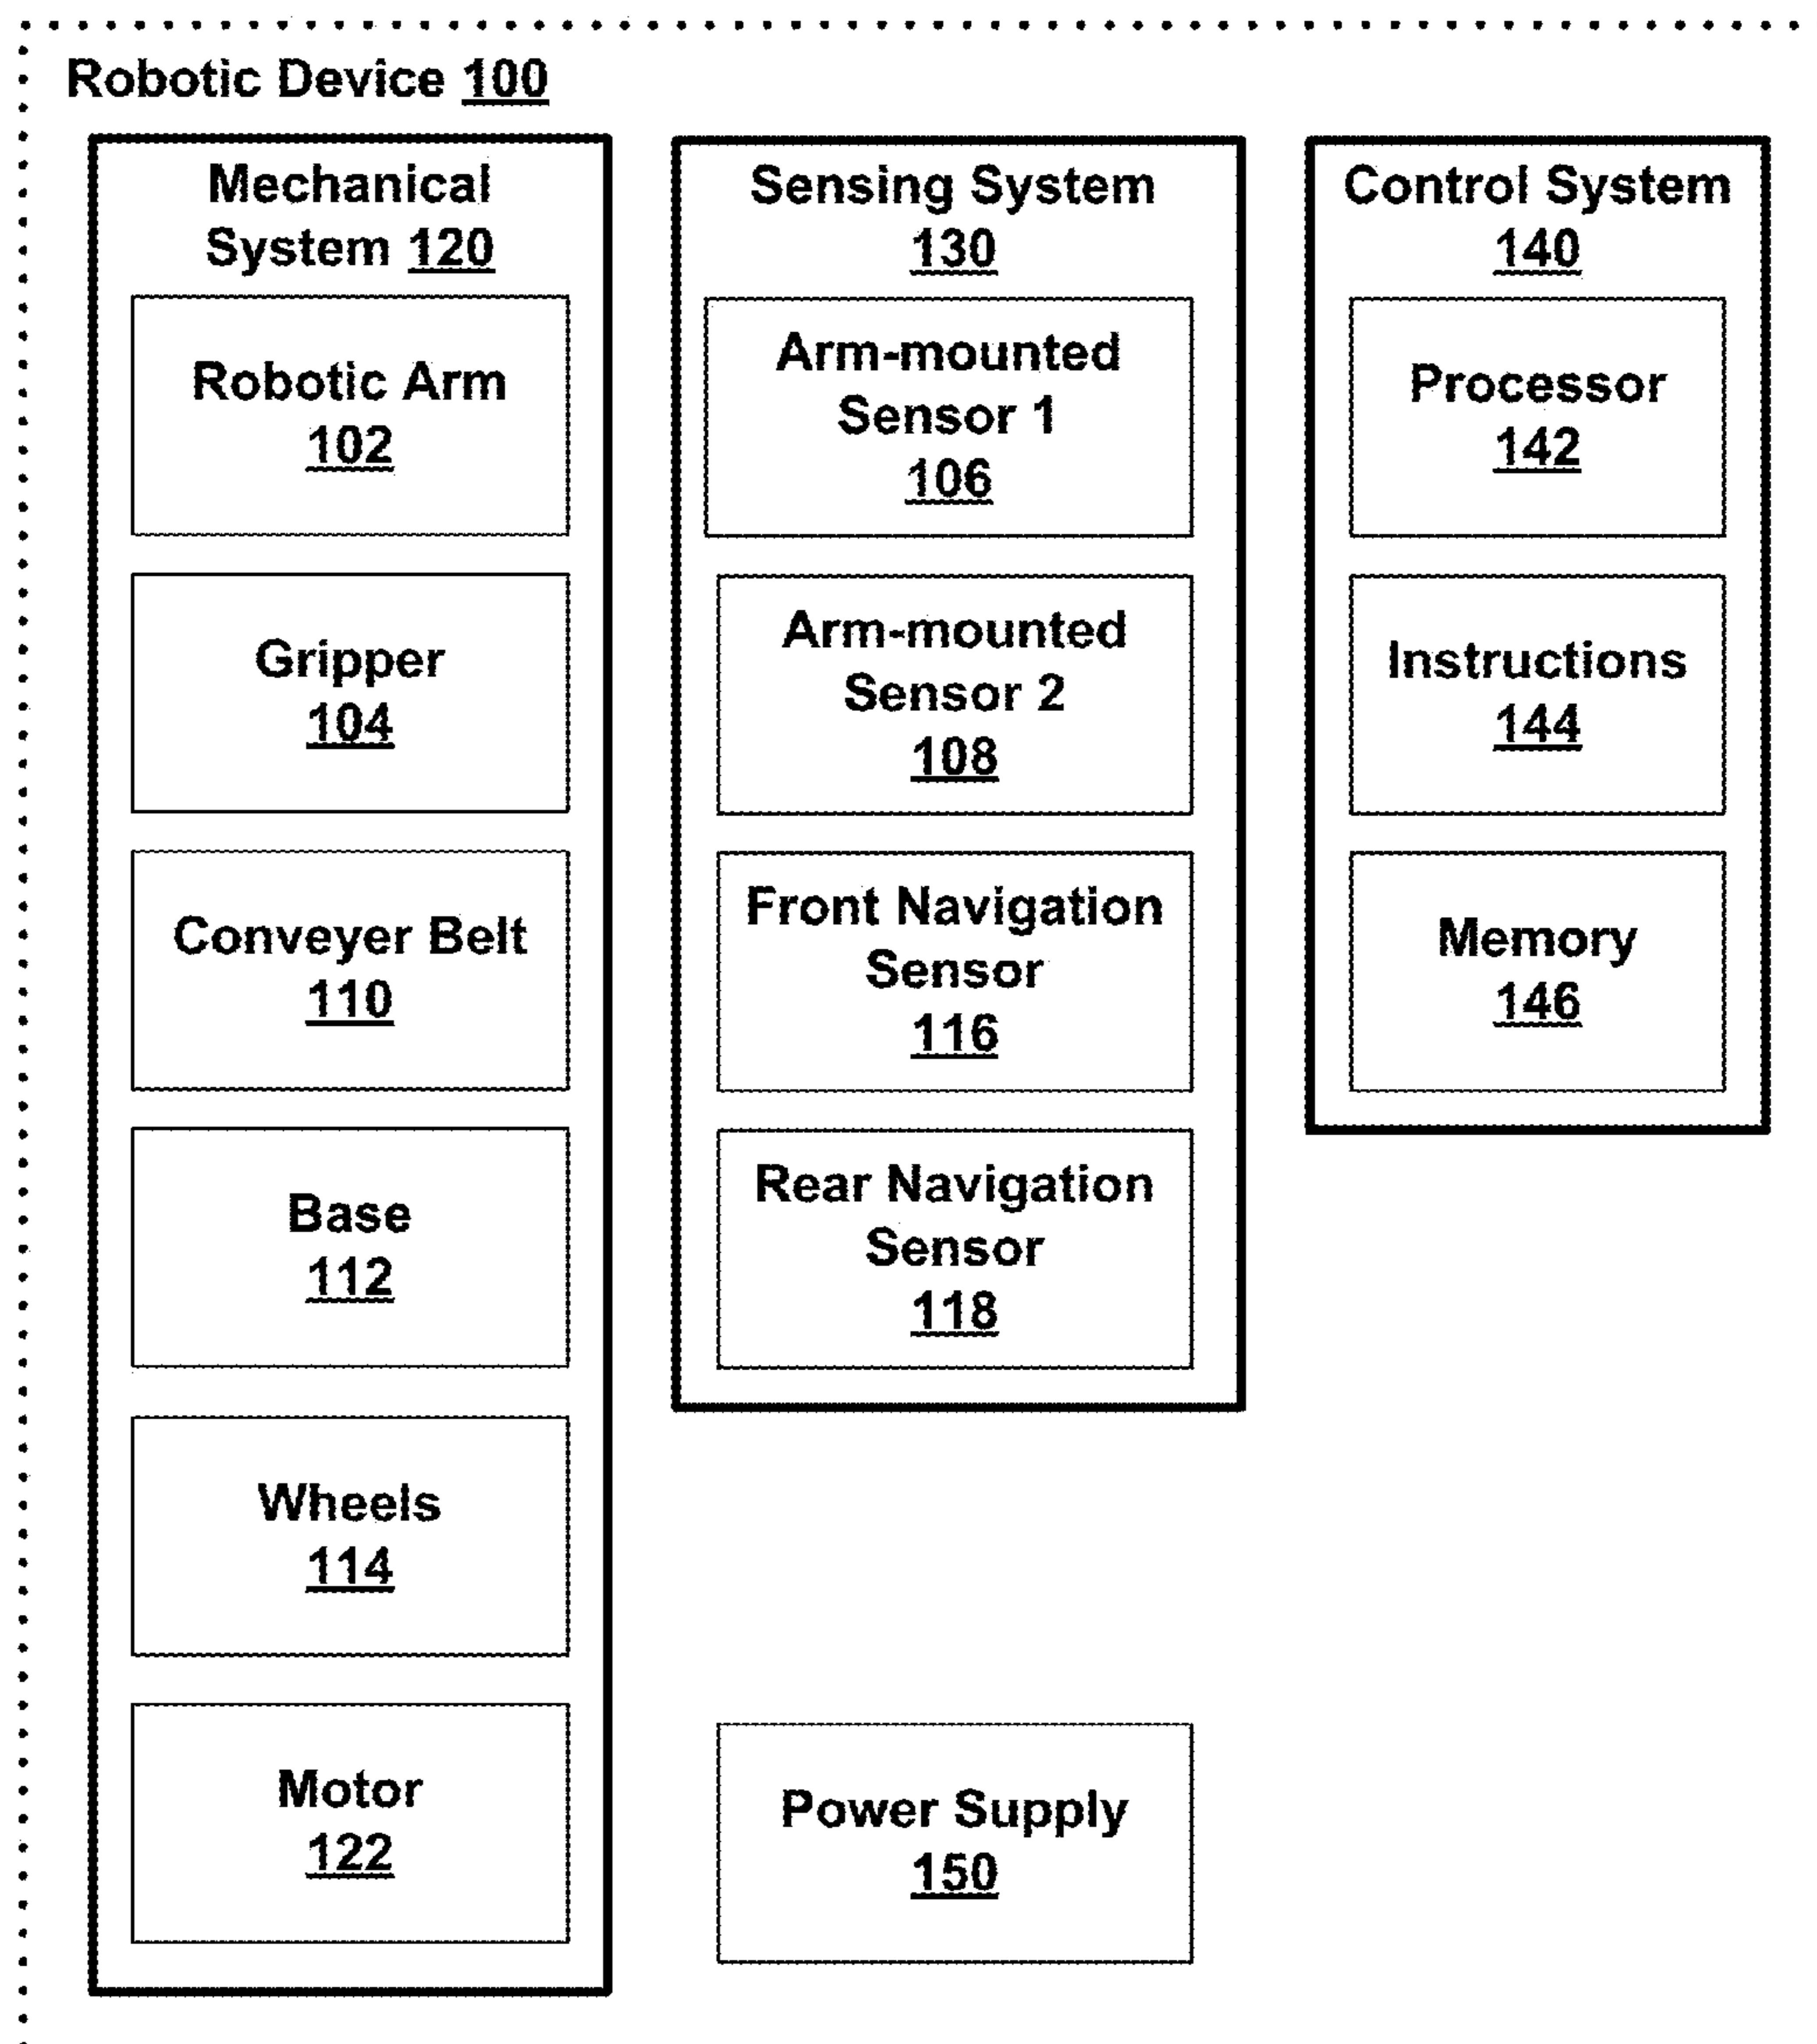 Robotic Device 100
Mechanical
System 120
Robotic Arm
102
Gripper
104
Conveyer Belt
110
Base
112
Wheels
114
Motor
122
Sensing System
130
Arm-mounted
Sensor 1
106
Arm-mounted
Sensor 2
108
Front Navigation
Sensor
116
Rear Navigation
Sensor
118
Power Supply
150
Control System
140
Processor
142
Instructions
144
Memory
146